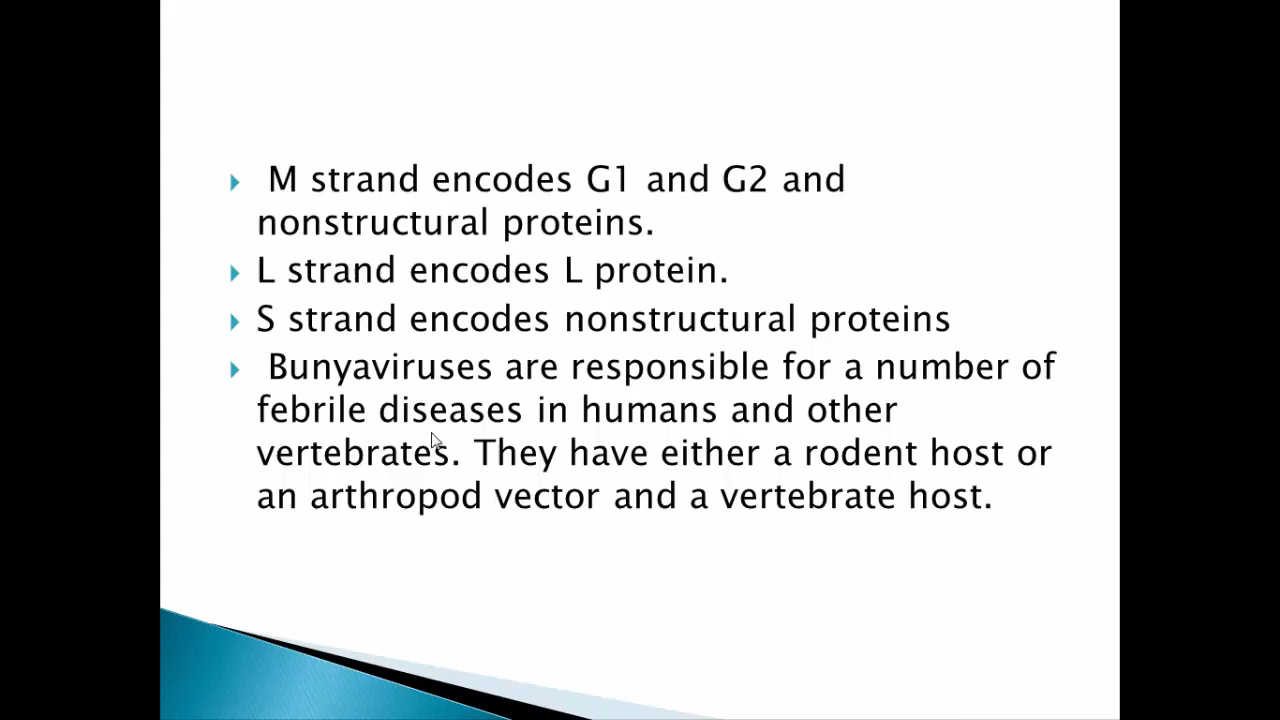 M strand encodes G1 and G2 and
nonstructural proteins.
L strand encodes L protein.
S strand encodes nonstructural proteins
Bunyaviruses are responsible for a number of
febrile diseases in humans and other
vertebrates. They have either a rodent host or
an arthropod vector and a vertebrate host.